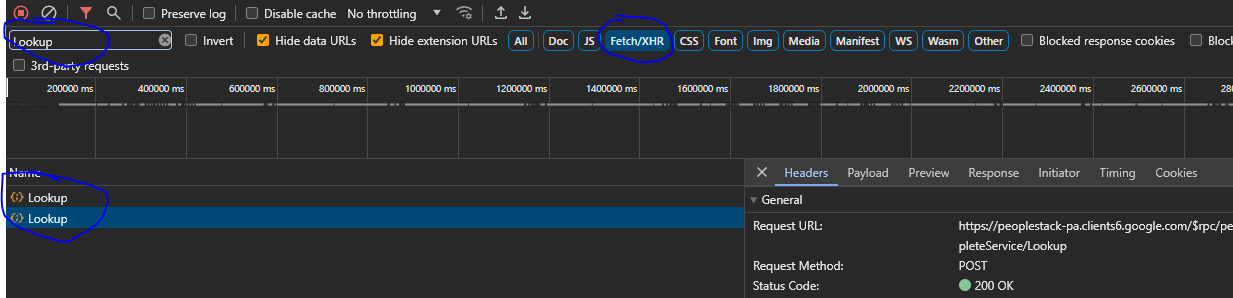 Preserve log Disable cache No throttling
Lookup Invert Hide data URLs Hide extension URLs All Doc JS Fetch/XHR CSS Font Img Media Manifest WS Wasm Other Blocked response cookies Bloc
3rd-party requests
200000 ms 400000 ms 600000 ms 800000 ms 1000000 ms 1200000 ms 1400000 ms 1600000 ms 1800000 ms 2000000 ms 2200000 ms 2400000 ms 2600000 ms 280
Name Headers Payload Preview Response Initiator Timing Cookies
Lookup
Lookup
General
Request URL: https://peoplestack-pa.clients6.google.com/$rpc/pe
pleteService/Lookup
Request Method: POST
Status Code: 200 OK